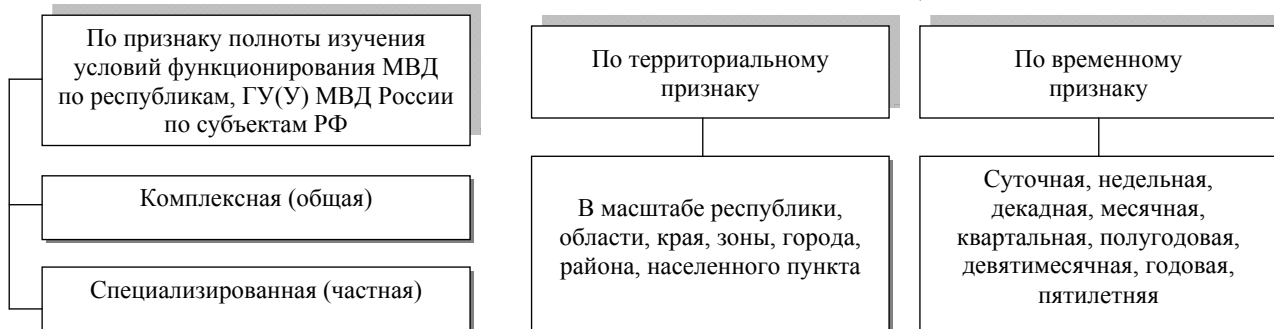 По признаку полноты изучения
условий функционирования МВД
по республикам, ГУ(У) МВД России
по субъектам РФ
Комплексная (общая)
Специализированная (частная)
По территориальному
признаку
В масштабе республики,
области, края, зоны, города,
района, населенного пункта
По временному
признаку
Суточная, недельная,
декадная, месячная,
квартальная, полугодовая,
девятимесячная, годовая,
пятилетняя